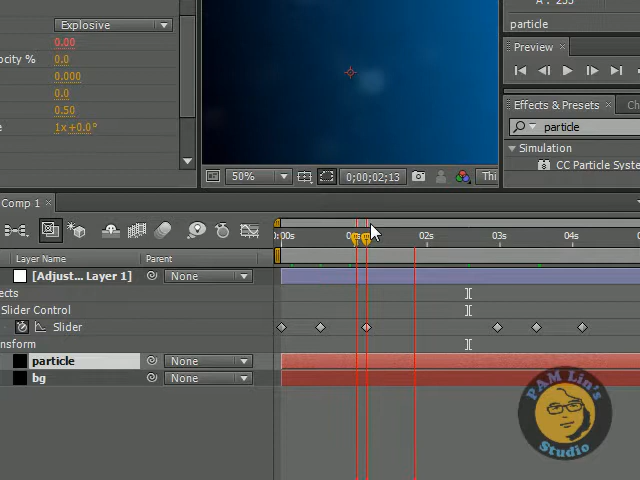 Explosive
0.00
ocity % 0.0
0.000
0.0
0.50
e 1x+0.0°
50%
0;00;02;13
Thi
A : 255
particle
Preview ×
Effects & Presets × Ch
particle
Simulation
CC Particle Syste
Comp 1 ×
:00s 02s 03s 04s
Layer Name Parent
[Adjust... Layer 1] None
ects
Slider Control
Slider
nsform
particle None
bg None
PAM Lin's
Studio